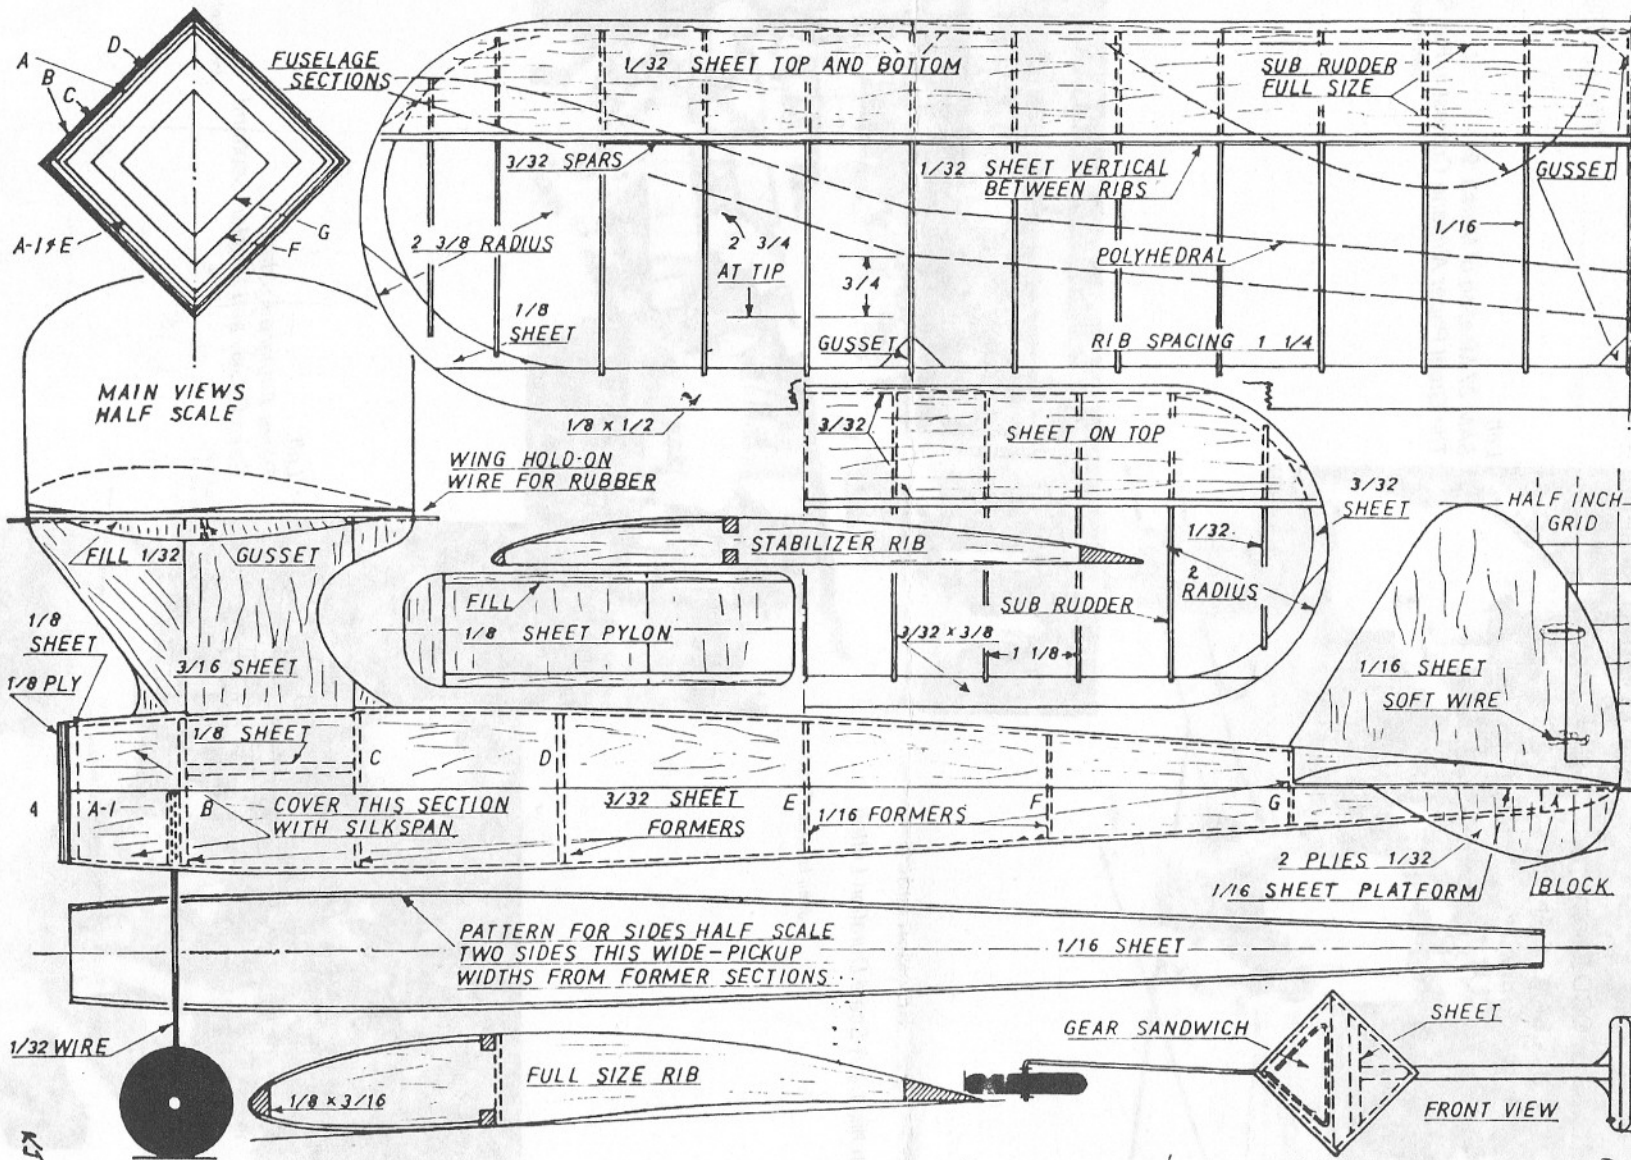 D
A
B
C
FUSELAGE
SECTIONS
A-1 & E
G
F
1/32 SHEET TOP AND BOTTOM
SUB RUDDER
FULL SIZE
3/32 SPARS
1/32 SHEET VERTICAL
BETWEEN RIBS
GUSSET
2 3/8 RADIUS
2 3/4
AT TIP
3/4
POLYHEDRAL
1/16
1/8
SHEET
GUSSET
RIB SPACING 1 1/4
MAIN VIEWS
HALF SCALE
1/8 × 1/2
3/32
SHEET ON TOP
WING HOLD-ON
WIRE FOR RUBBER
3/32
SHEET
HALF INCH
GRID
FILL 1/32
GUSSET
STABILIZER RIB
1/32
2
RADIUS
FILL
1/8 SHEET PYLON
SUB RUDDER
3/32 × 3/8
1 1/8
1/8
SHEET
1/8 PLY
3/16 SHEET
1/16 SHEET
SOFT WIRE
1/8 SHEET
C
D
4
A-1
B
COVER THIS SECTION
WITH SILKSPAN
3/32 SHEET
FORMERS
E
1/16 FORMERS
F
G
2 PLIES 1/32
1/16 SHEET PLATFORM
BLOCK
PATTERN FOR SIDES HALF SCALE
TWO SIDES THIS WIDE-PICKUP
WIDTHS FROM FORMER SECTIONS
1/16 SHEET
1/32 WIRE
1/8 × 3/16
FULL SIZE RIB
GEAR SANDWICH
SHEET
FRONT VIEW